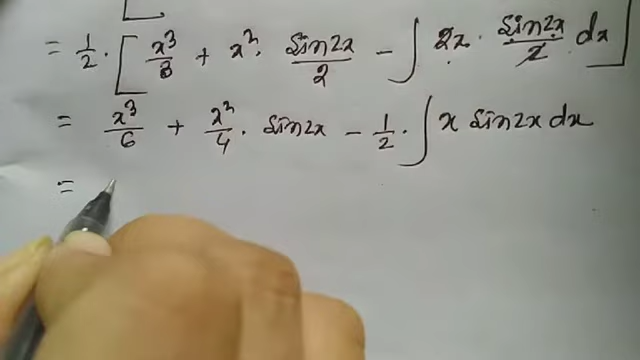 = 1/2 · [ x³/3 + x² · sin2x/2 − ∫ 2x · sin2x/2 dx ]
= x³/6 + x²/4 · sin2x − 1/2 · ∫ x sin2x dx
=